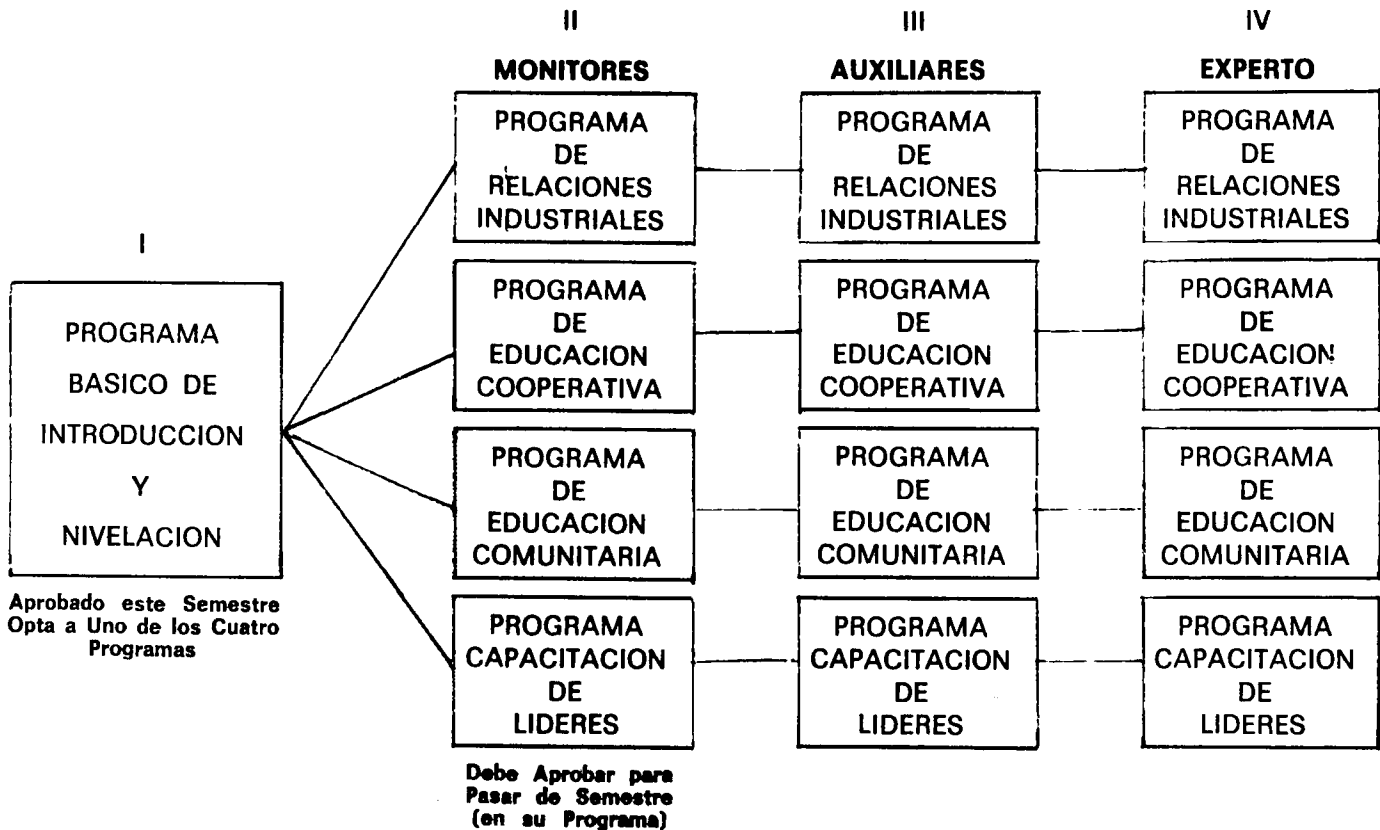 I
PROGRAMA
BASICO DE
INTRODUCCION
Y
NIVELACION
Aprobado este Semestre
Opta a Uno de los Cuatro
Programas
II
MONITORES
PROGRAMA
DE
RELACIONES
INDUSTRIALES
PROGRAMA
DE
EDUCACION
COOPERATIVA
PROGRAMA
DE
EDUCACION
COMUNITARIA
PROGRAMA
CAPACITACION
DE
LIDERES
Debe Aprobar para
Pasar de Semestre
(en su Programa)
III
AUXILIARES
PROGRAMA
DE
RELACIONES
INDUSTRIALES
PROGRAMA
DE
EDUCACION
COOPERATIVA
PROGRAMA
DE
EDUCACION
COMUNITARIA
PROGRAMA
CAPACITACION
DE
LIDERES
IV
EXPERTO
PROGRAMA
DE
RELACIONES
INDUSTRIALES
PROGRAMA
DE
EDUCACION
COOPERATIVA
PROGRAMA
DE
EDUCACION
COMUNITARIA
PROGRAMA
CAPACITACION
DE
LIDERES